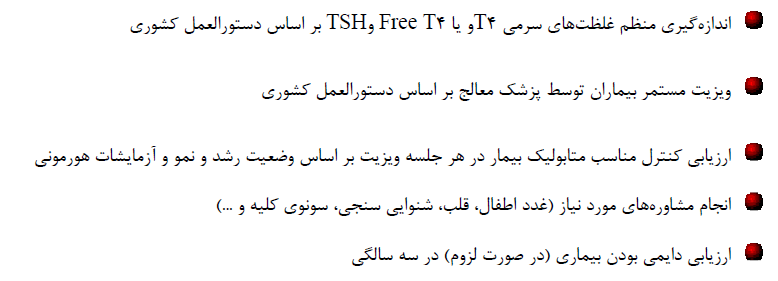 اندازه‌گیری منظم غلظت‌های سرمی T۴و یا Free T۴ وTSH بر اساس دستورالعمل کشوری
ویزیت مستمر بیماران توسط پزشک معالج بر اساس دستورالعمل کشوری
ارزیابی کنترل مناسب متابولیک بیمار در هر جلسه ویزیت بر اساس وضعیت رشد و نمو و آزمایشات هورمونی
انجام مشاوره‌های مورد نیاز (غدد اطفال، قلب، شنوایی سنجی، سونوی کلیه و ...)
ارزیابی دایمی بودن بیماری (در صورت لزوم) در سه سالگی